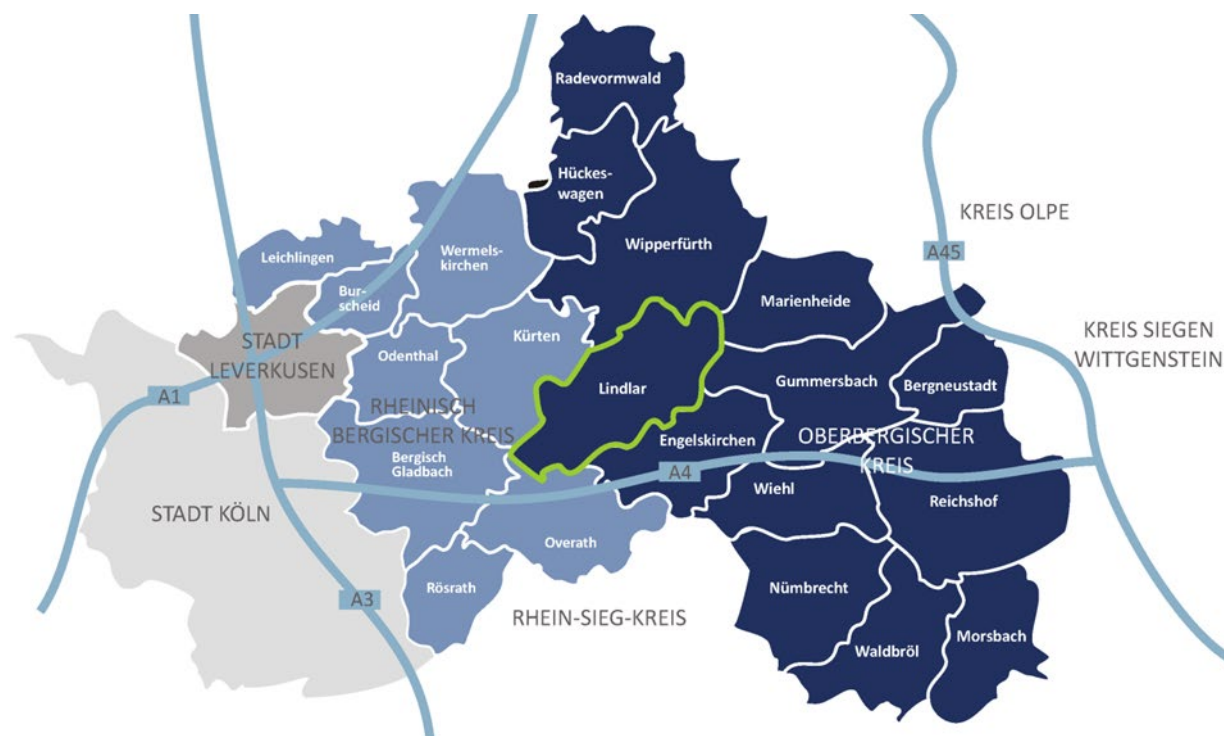 Radevormwald
Hückes-
wagen
KREIS OLPE
Wipperfürth
A45
Leichlingen
Wermels-
kirchen
Bur-
scheid
Marienheide
KREIS SIEGEN
WITTGENSTEIN
STADT
LEVERKUSEN
Kürten
Odenthal
Lindlar
Gummersbach
Bergneustadt
A1
RHEINISCH
BERGISCHER KREIS
Engelskirchen
OBERBERGISCHER
KREIS
Bergisch
Gladbach
A4
Wiehl
Reichshof
STADT KÖLN
Overath
Rösrath
Nümbrecht
A3
RHEIN-SIEG-KREIS
Waldbröl
Morsbach